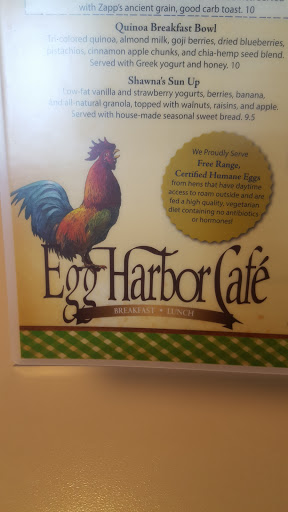 with Zapp's ancient grain, good carb toast. 10
Quinoa Breakfast Bowl
Tri-colored quinoa, almond milk, goji berries, dried blueberries,
pistachios, cinnamon apple chunks, and chia-hemp seed blend.
Served with Greek yogurt and honey. 10
Shawna's Sun Up
Low-fat vanilla and strawberry yogurts, berries, banana,
and all-natural granola, topped with walnuts, raisins, and apple.
Served with house-made seasonal sweet bread. 9.5
We Proudly Serve
Free Range,
Certified Humane Eggs
from hens that have daytime
access to roam outside and are
fed a high quality, vegetarian
diet containing no antibiotics
or hormones!
Egg Harbor Café
BREAKFAST • LUNCH